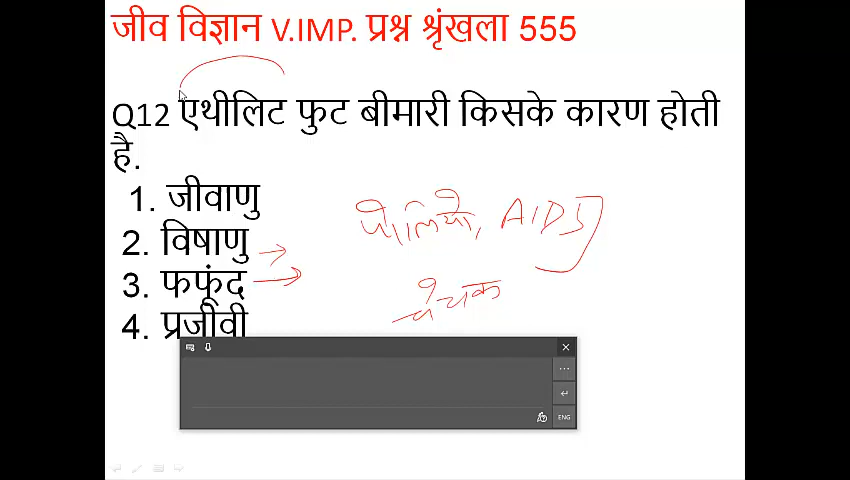 जीव विज्ञान V.IMP. प्रश्न श्रृंखला 555
Q12 एथीलिट फुट बीमारी किसके कारण होती
है.
1. जीवाणु
2. विषाणु
3. फफूंद
4. प्रजीवी
पोलियो, AIDS
चेचक
ENG